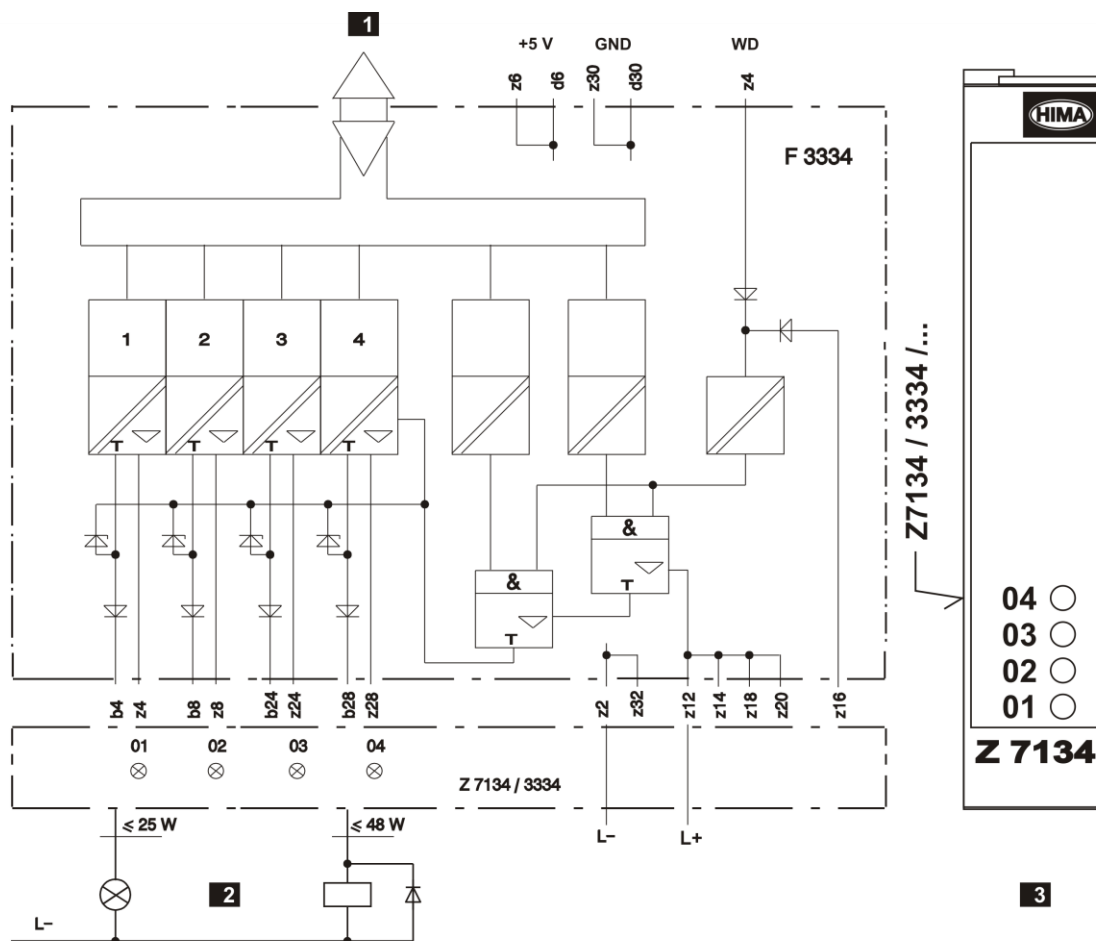 1
+5 V GND WD
z6 d6 z30 d30 z4
F 3334
HIMA
1 2 3 4
T T T T
&
T
&
T
Z7134 / 3334 /...
04
03
02
01
Z 7134
b4 z4 b8 z8 b24 z24 b28 z28 z2 z32 z12 z14 z18 z20 z16
01 02 03 04
Z 7134 / 3334
≤ 25 W ≤ 48 W
L– L+
2
3
L–